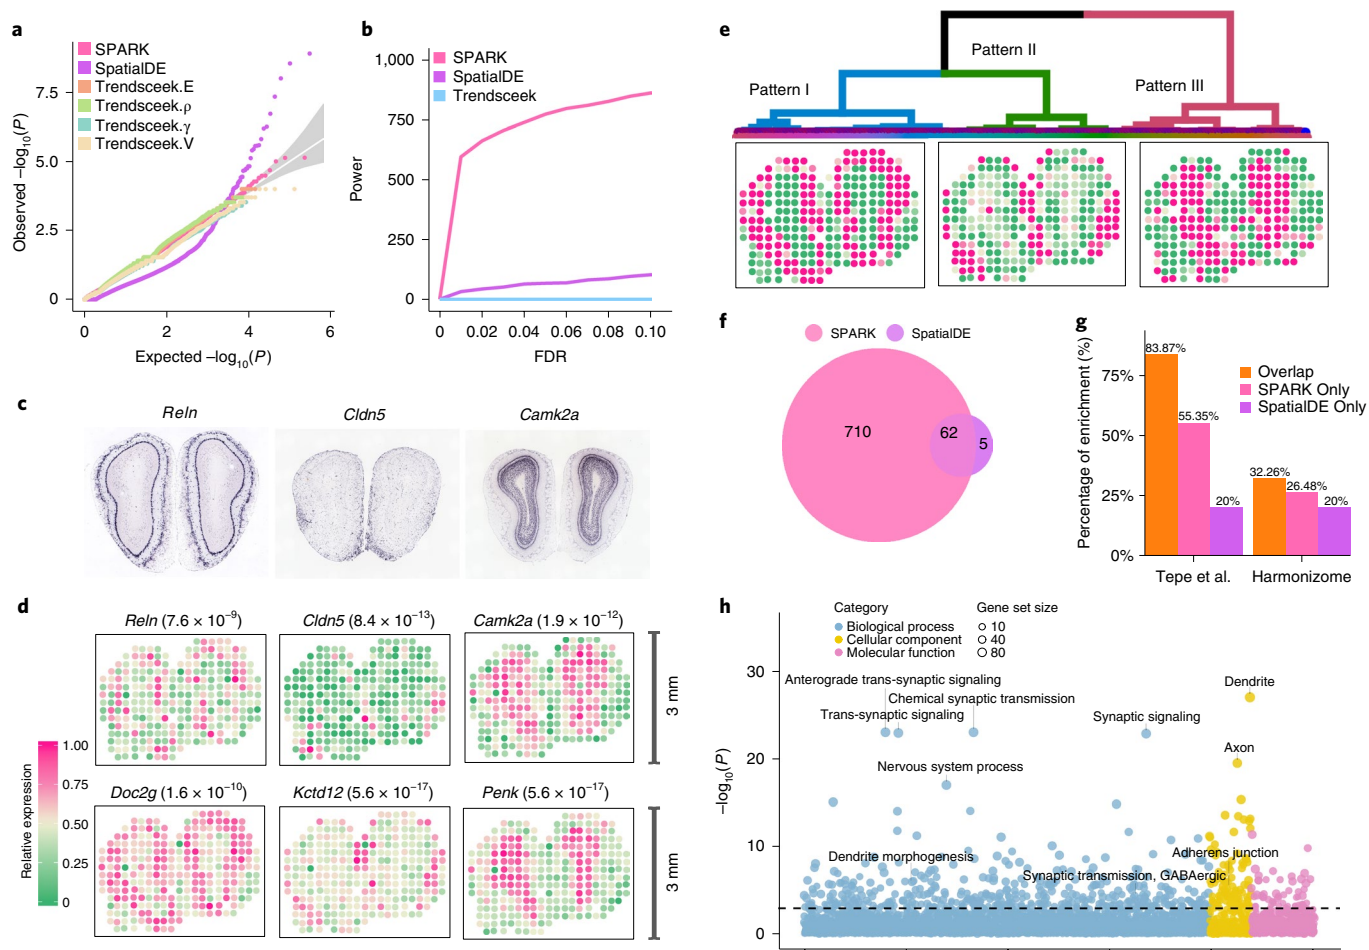 a
SPARK
SpatialDE
Trendsceek.E
Trendsceek.ρ
Trendsceek.γ
Trendsceek.V
7.5
5.0
2.5
0
0
2
4
6
Observed –log10(P)
Expected –log10(P)
b
SPARK
SpatialDE
Trendsceek
1,000
750
500
250
0
0
0.02
0.04
0.06
0.08
0.10
Power
FDR
c
Reln
Cldn5
Camk2a
d
Reln (7.6 × 10−9)
Cldn5 (8.4 × 10−13)
Camk2a (1.9 × 10−12)
3 mm
Doc2g (1.6 × 10−10)
Kctd12 (5.6 × 10−17)
Penk (5.6 × 10−17)
3 mm
Relative expression
1.00
0.75
0.50
0.25
0
e
Pattern I
Pattern II
Pattern III
f
SPARK
SpatialDE
710
62
5
g
Percentage of enrichment (%)
75%
50%
25%
0%
83.87%
55.35%
20%
32.26%
26.48%
20%
Overlap
SPARK Only
SpatialDE Only
Tepe et al.
Harmonizome
h
Category
Biological process
Cellular component
Molecular function
Gene set size
10
40
80
–log10(P)
30
20
10
0
Anterograde trans-synaptic signaling
Chemical synaptic transmission
Trans-synaptic signaling
Nervous system process
Synaptic signaling
Dendrite
Axon
Dendrite morphogenesis
Adherens junction
Synaptic transmission, GABAergic